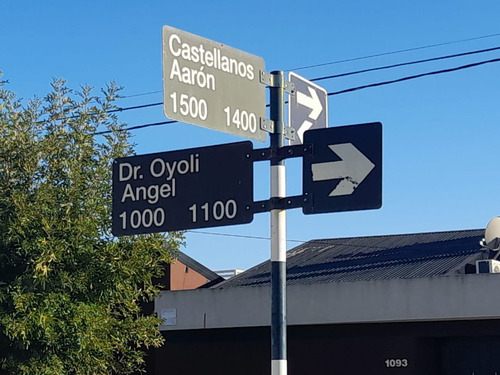 Castellanos
Aarón
1500 1400
Dr. Oyoli
Angel
1000 1100
1093